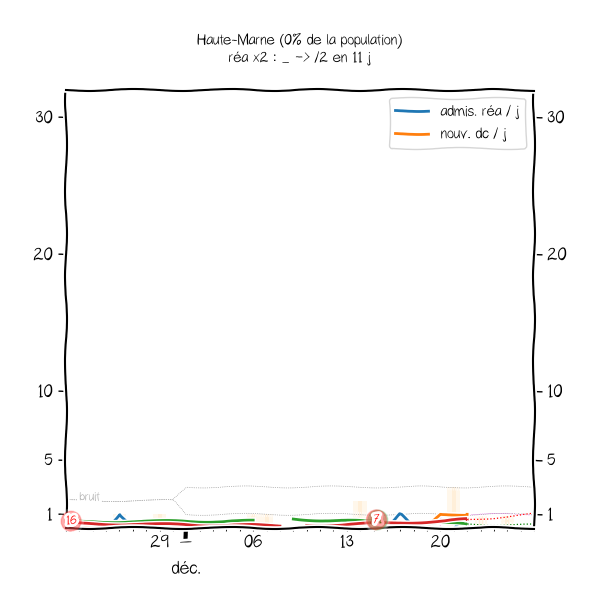 Haute-Marne (0% de la population)
réa x2 : _ -> /2 en 11 j
admis. réa / j
nouv. dc / j
30
30
20
20
10
10
5
5
bruit
1
16
7
1
29
06
13
20
déc.